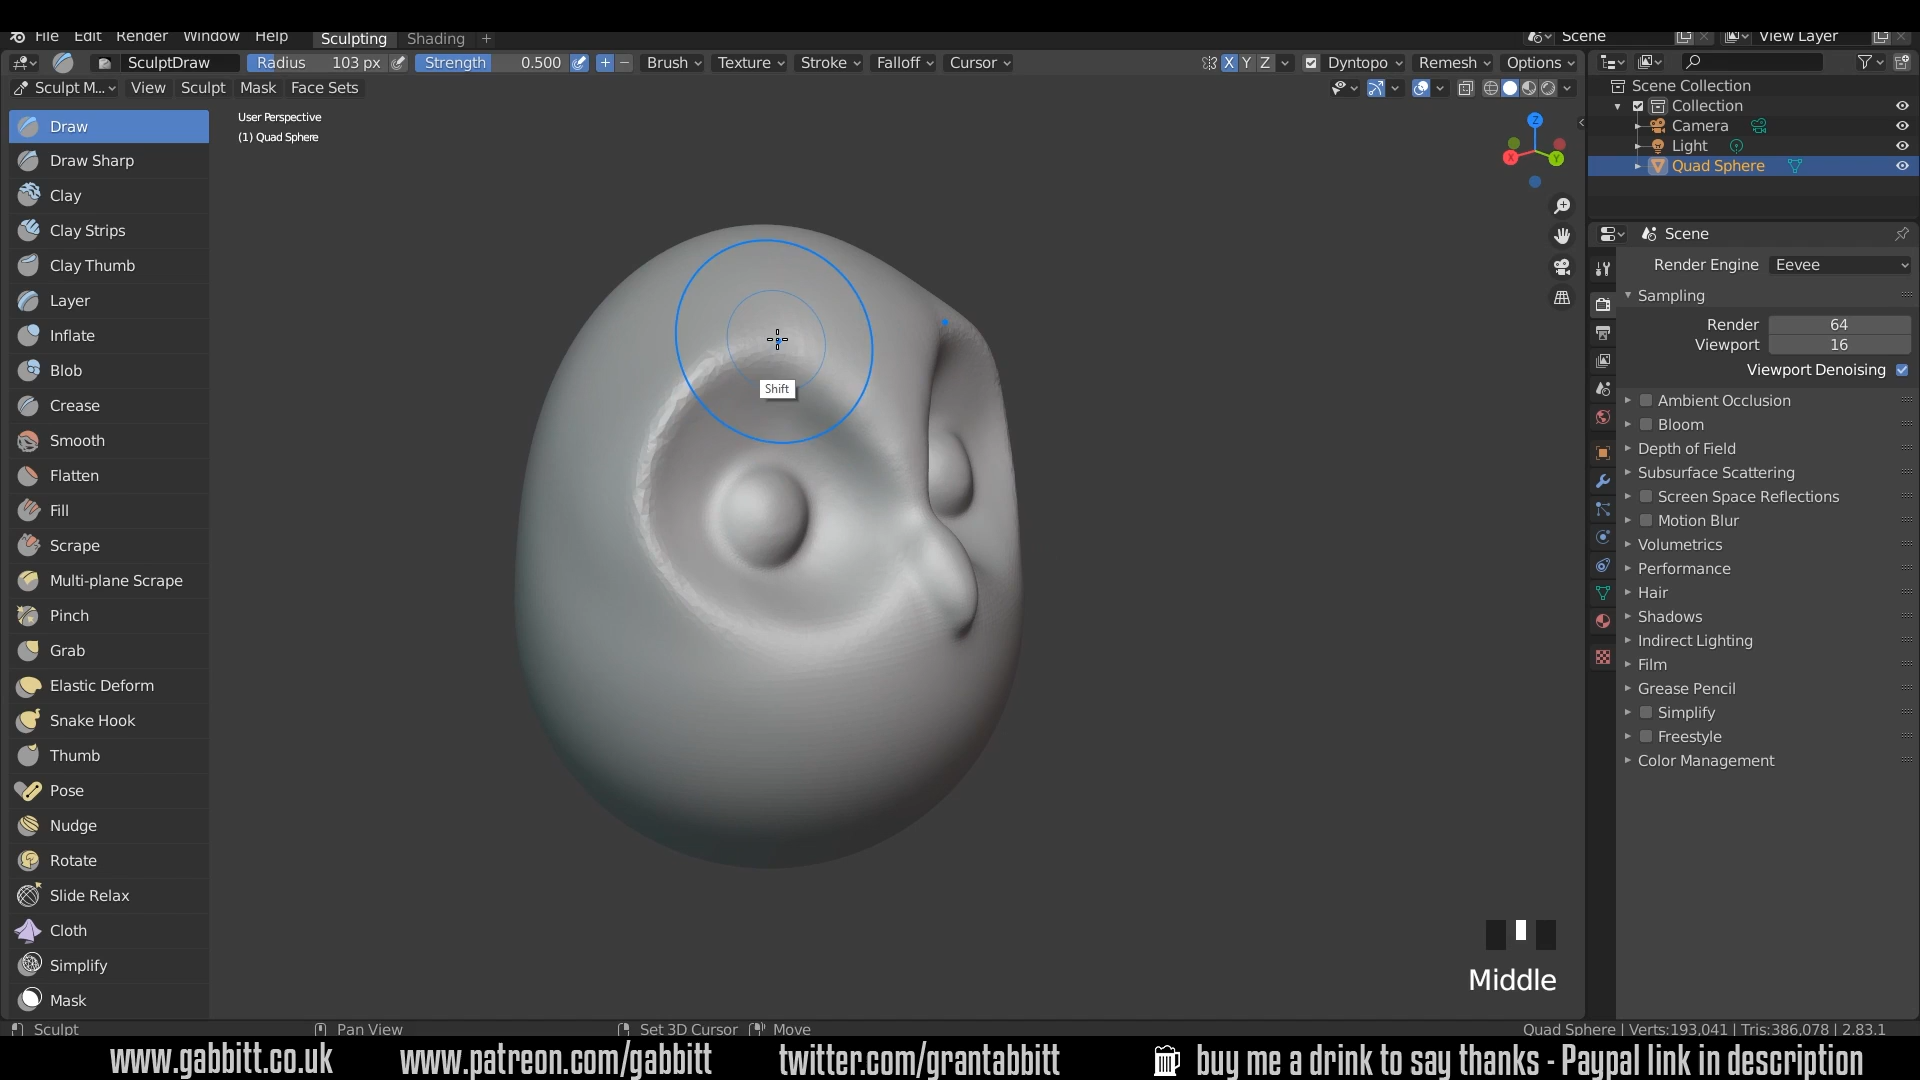 File Edit Render Window Help Sculpting Shading + Scene View Layer
SculptDraw Radius 103 px Strength 0.500 + − Brush Texture Stroke Falloff Cursor X Y Z Dyntopo Remesh Options
Sculpt M... View Sculpt Mask Face Sets
User Perspective
(1) Quad Sphere
Draw
Draw Sharp
Clay
Clay Strips
Clay Thumb
Layer
Inflate
Blob
Crease
Smooth
Flatten
Fill
Scrape
Multi-plane Scrape
Pinch
Grab
Elastic Deform
Snake Hook
Thumb
Pose
Nudge
Rotate
Slide Relax
Cloth
Simplify
Mask
Shift
Z
X
Y
Middle
Scene Collection
Collection
Camera
Light
Quad Sphere
Scene
Render Engine Eevee
Sampling
Render 64
Viewport 16
Viewport Denoising
Ambient Occlusion
Bloom
Depth of Field
Subsurface Scattering
Screen Space Reflections
Motion Blur
Volumetrics
Performance
Hair
Shadows
Indirect Lighting
Film
Grease Pencil
Simplify
Freestyle
Color Management
Sculpt Pan View Set 3D Cursor Move Quad Sphere | Verts:193,041 | Tris:386,078 | 2.83.1
www.gabbitt.co.uk www.patreon.com/gabbitt twitter.com/grantabbitt buy me a drink to say thanks - Paypal link in description